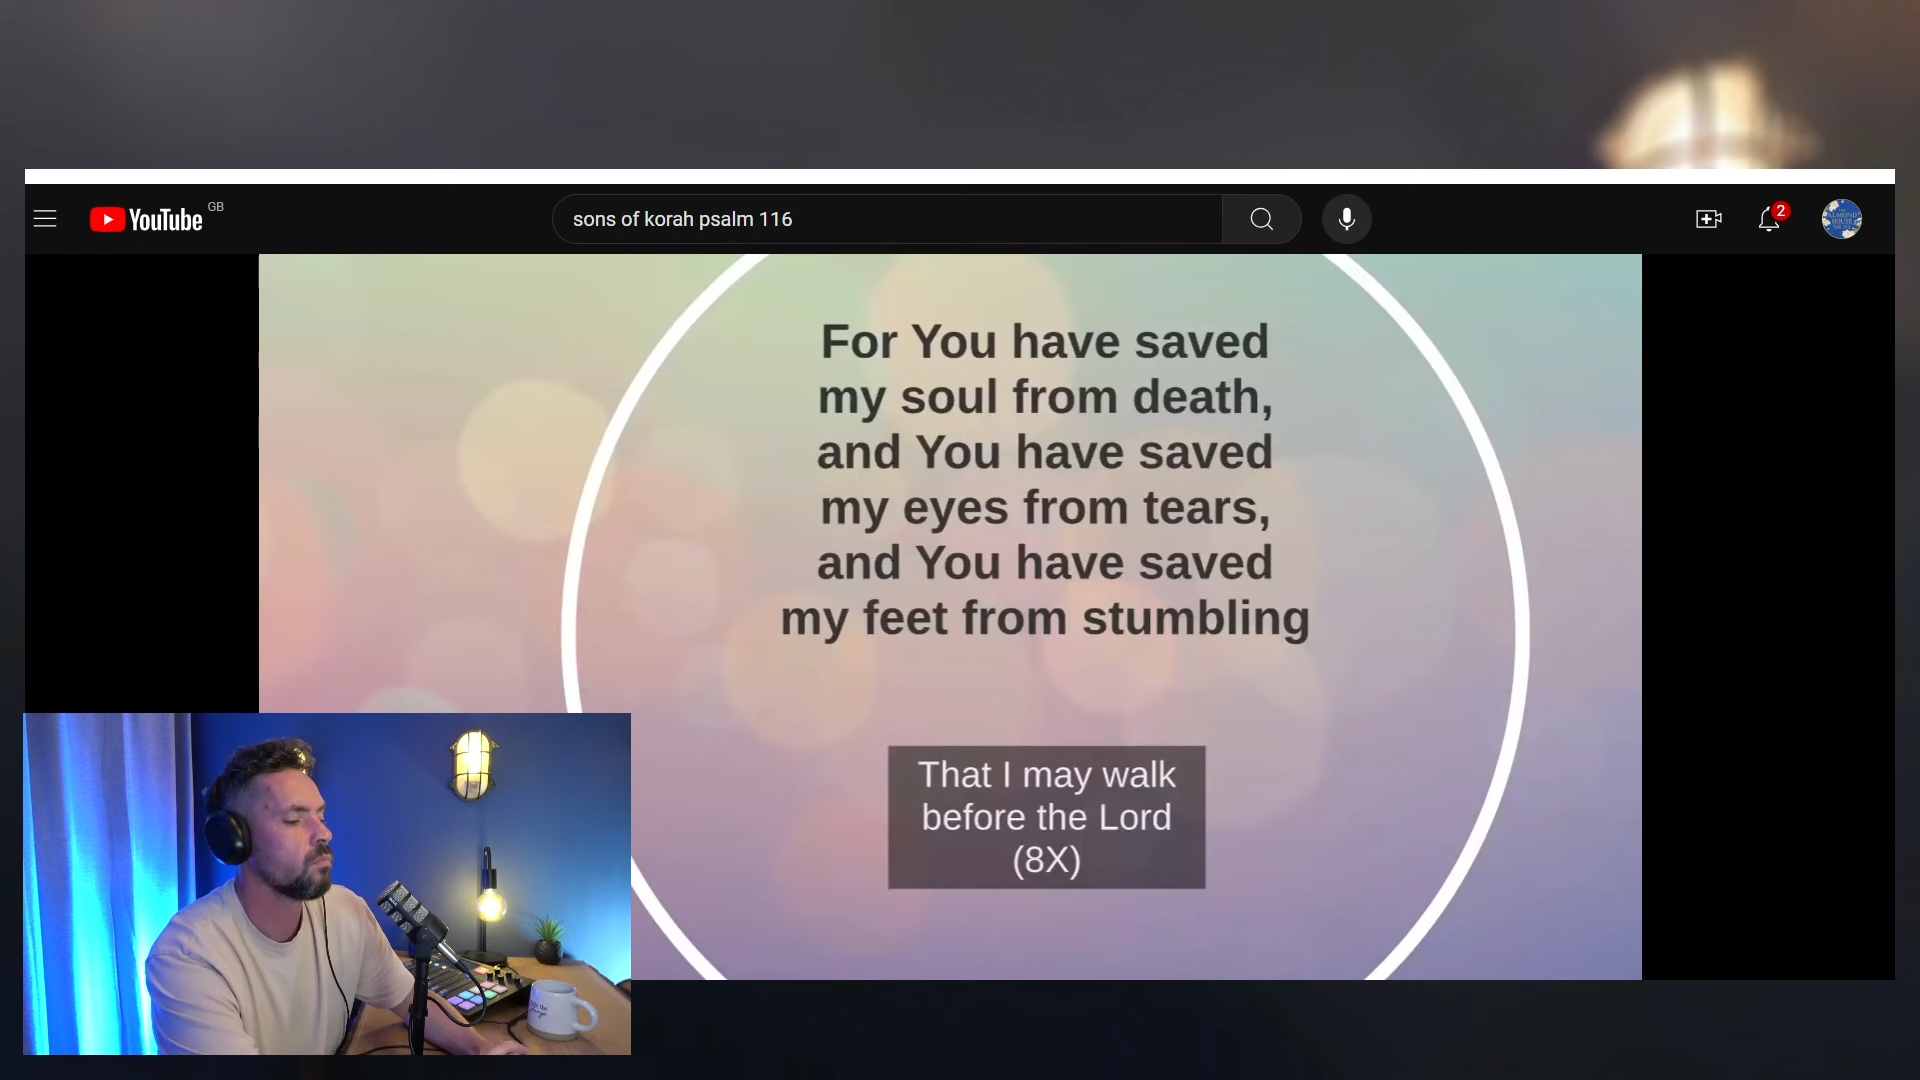 YouTube GB
sons of korah psalm 116
2
ALMOND
HOUSE
For You have saved
my soul from death,
and You have saved
my eyes from tears,
and You have saved
my feet from stumbling
That I may walk
before the Lord
(8X)